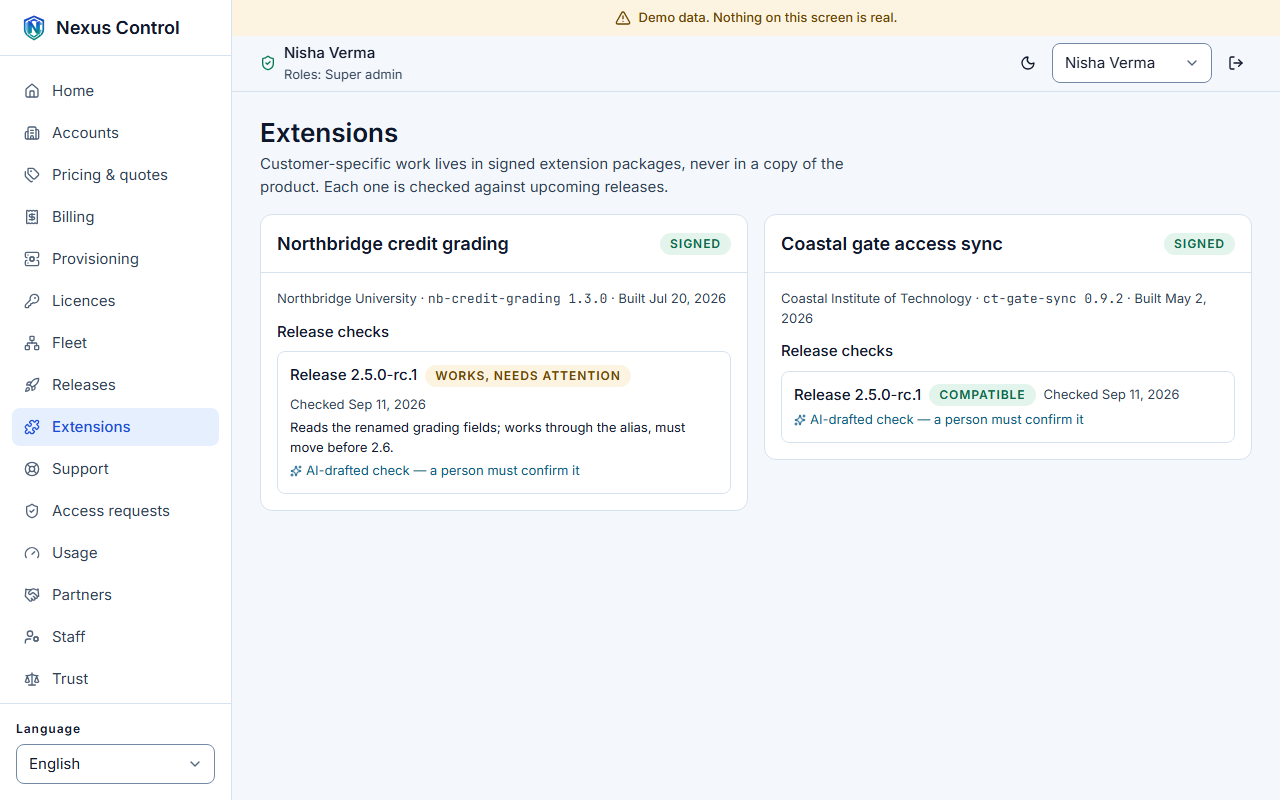 Nexus Control
Demo data. Nothing on this screen is real.
Nisha Verma
Roles: Super admin
Nisha Verma
Home
Accounts
Pricing & quotes
Billing
Provisioning
Licences
Fleet
Releases
Extensions
Support
Access requests
Usage
Partners
Staff
Trust
Language
English
Extensions
Customer-specific work lives in signed extension packages, never in a copy of the
product. Each one is checked against upcoming releases.
Northbridge credit grading
SIGNED
Northbridge University · nb-credit-grading 1.3.0 · Built Jul 20, 2026
Release checks
Release 2.5.0-rc.1 WORKS, NEEDS ATTENTION
Checked Sep 11, 2026
Reads the renamed grading fields; works through the alias, must
move before 2.6.
AI-drafted check — a person must confirm it
Coastal gate access sync
SIGNED
Coastal Institute of Technology · ct-gate-sync 0.9.2 · Built May 2,
2026
Release checks
Release 2.5.0-rc.1 COMPATIBLE Checked Sep 11, 2026
AI-drafted check — a person must confirm it